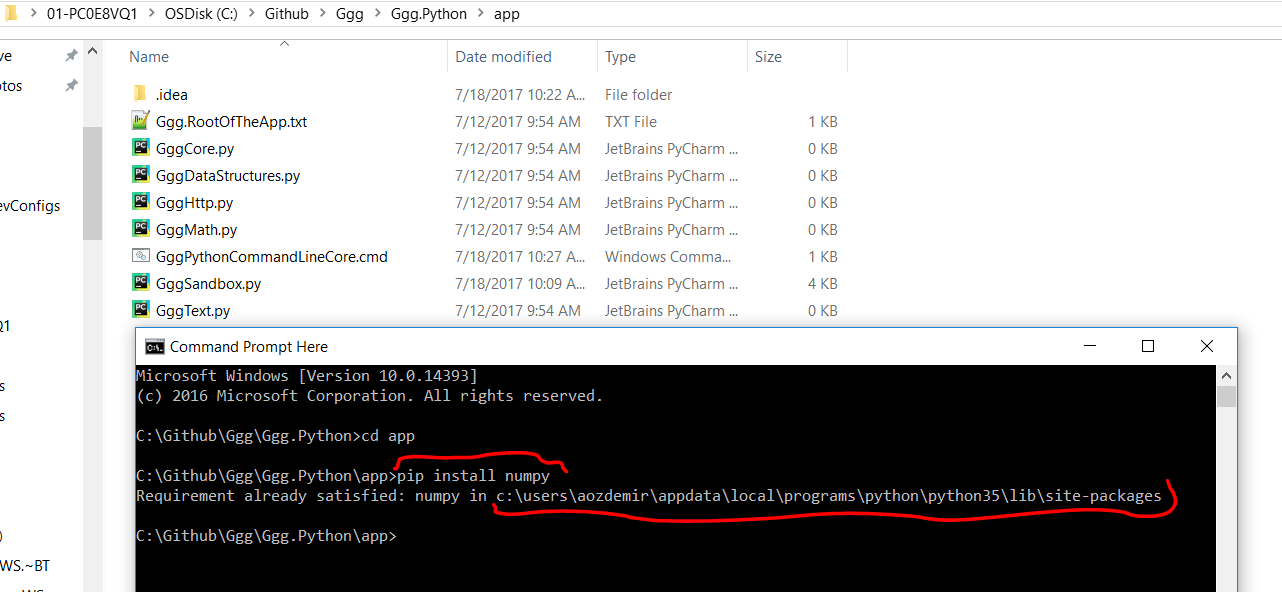 01-PC0E8VQ1 > OSDisk (C:) > Github > Ggg > Ggg.Python > app
Name Date modified Type Size
.idea 7/18/2017 10:22 A... File folder
Ggg.RootOfTheApp.txt 7/12/2017 9:54 AM TXT File 1 KB
GggCore.py 7/12/2017 9:54 AM JetBrains PyCharm ... 0 KB
GggDataStructures.py 7/12/2017 9:54 AM JetBrains PyCharm ... 0 KB
GggHttp.py 7/12/2017 9:54 AM JetBrains PyCharm ... 0 KB
GggMath.py 7/12/2017 9:54 AM JetBrains PyCharm ... 0 KB
GggPythonCommandLineCore.cmd 7/18/2017 10:27 A... Windows Comma... 1 KB
GggSandbox.py 7/18/2017 10:09 A... JetBrains PyCharm ... 4 KB
GggText.py 7/12/2017 9:54 AM JetBrains PyCharm ... 0 KB
ve
otos
evConfigs
Q1
s
s
)
WS.~BT
Command Prompt Here
Microsoft Windows [Version 10.0.14393]
(c) 2016 Microsoft Corporation. All rights reserved.
C:\Github\Ggg\Ggg.Python>cd app
C:\Github\Ggg\Ggg.Python\app>pip install numpy
Requirement already satisfied: numpy in c:\users\aozdemir\appdata\local\programs\python\python35\lib\site-packages
C:\Github\Ggg\Ggg.Python\app>